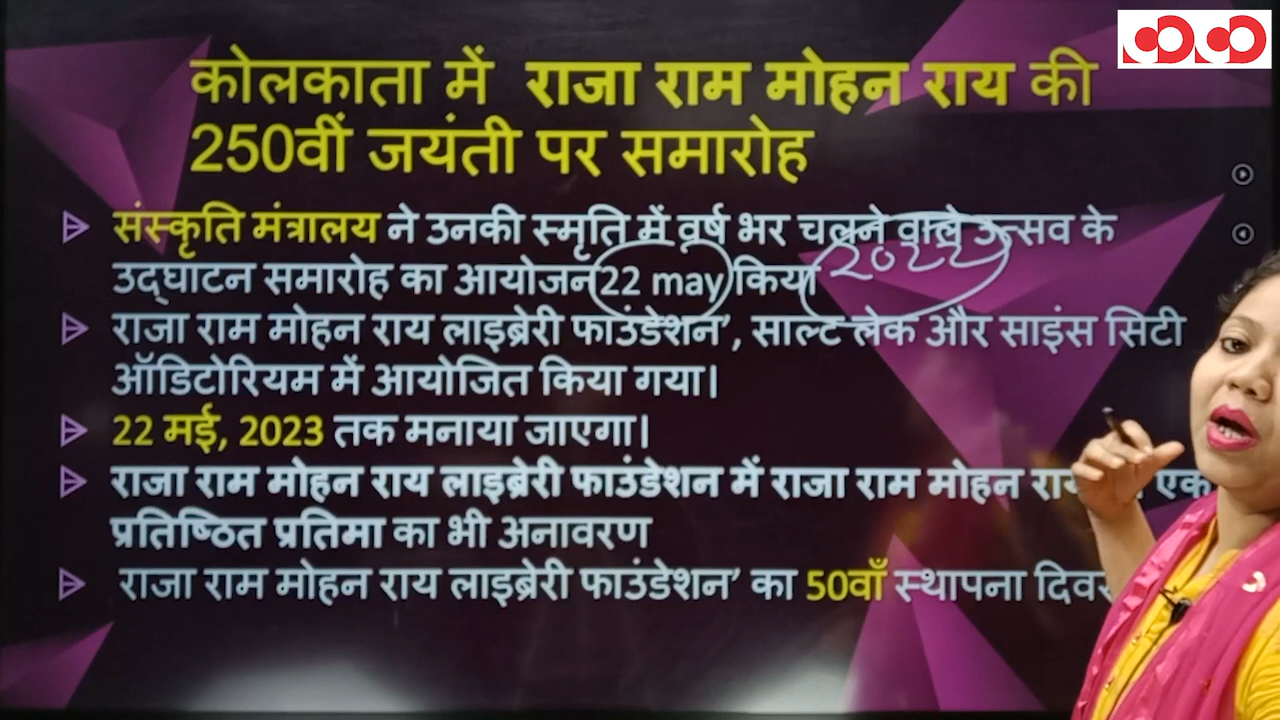 कोलकाता में राजा राम मोहन राय की
250वीं जयंती पर समारोह
संस्कृति मंत्रालय ने उनकी स्मृति में वर्ष भर चलने वाले उत्सव के
उद्घाटन समारोह का आयोजन 22 may किया 2022
राजा राम मोहन राय लाइब्रेरी फाउंडेशन’, साल्ट लेक और साइंस सिटी
ऑडिटोरियम में आयोजित किया गया।
22 मई, 2023 तक मनाया जाएगा।
राजा राम मोहन राय लाइब्रेरी फाउंडेशन में राजा राम मोहन एक
प्रतिष्ठित प्रतिमा का भी अनावरण
राजा राम मोहन राय लाइब्रेरी फाउंडेशन’ का 50वाँ स्थापना